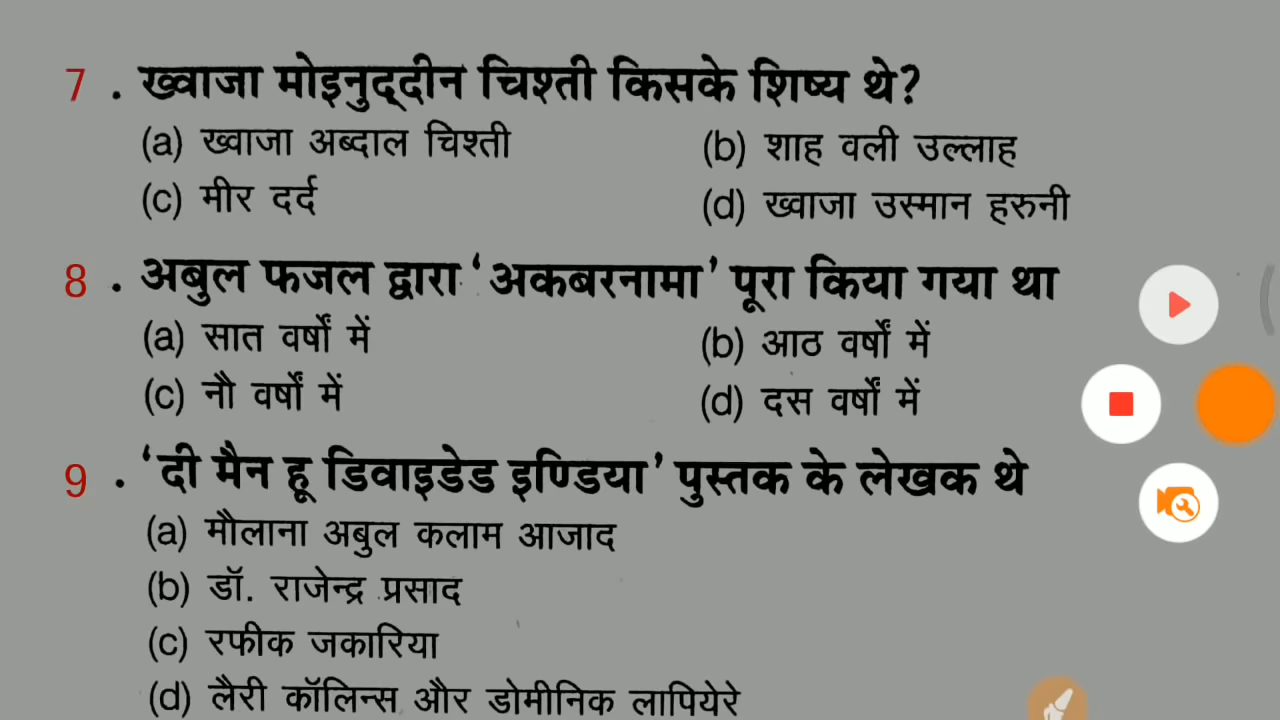 7 . ख्वाजा मोइनुद्दीन चिश्ती किसके शिष्य थे?
(a) ख्वाजा अब्दाल चिश्ती (b) शाह वली उल्लाह
(c) मीर दर्द (d) ख्वाजा उस्मान हरुनी
8 . अबुल फजल द्वारा ‘अकबरनामा’ पूरा किया गया था
(a) सात वर्षों में (b) आठ वर्षों में
(c) नौ वर्षों में (d) दस वर्षों में
9 . ‘दी मैन हू डिवाइडेड इण्डिया’ पुस्तक के लेखक थे
(a) मौलाना अबुल कलाम आजाद
(b) डॉ. राजेन्द्र प्रसाद
(c) रफीक जकारिया
(d) लैरी कॉलिन्स और डोमीनिक लापियेरे